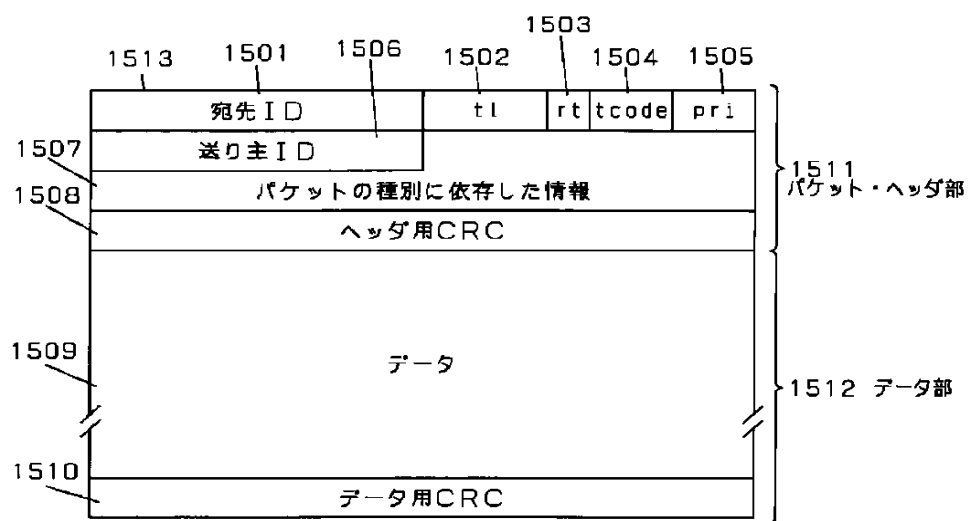 1503
1513 1501 1506 1502 1504 1505
宛先ID tl rt tcode pri
送り主ID
1507
パケットの種別に依存した情報
1511
パケット・ヘッダ部
1508
ヘッダ用CRC
1509
データ
1512 データ部
1510
データ用CRC